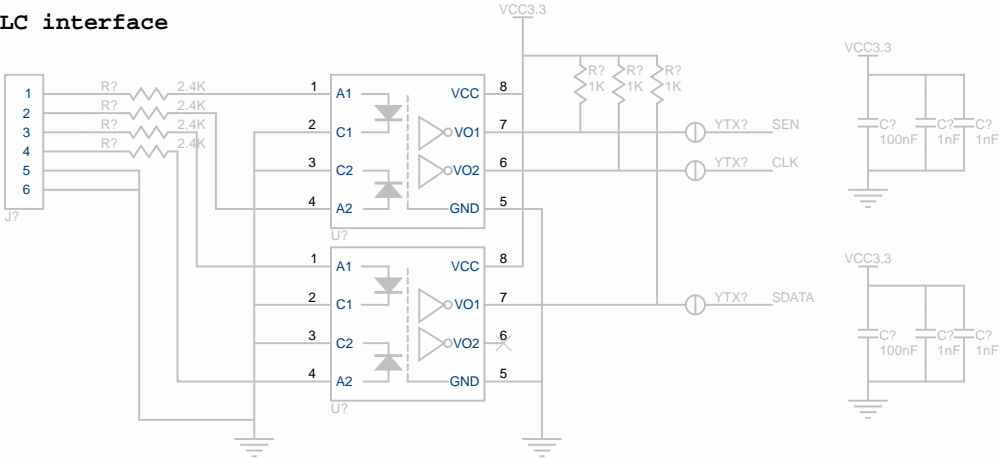 LC interface
VCC3.3
VCC3.3
1 R? 2.4K
2 R? 2.4K
3 R? 2.4K
4 R? 2.4K
5
6
J?
1 A1 VCC 8
2 C1 VO1 7
3 C2 VO2 6
4 A2 GND 5
U?
R? 1K
R? 1K
R? 1K
YTX? SEN
YTX? CLK
C? 100nF
C? 1nF
C? 1nF
1 A1 VCC 8
2 C1 VO1 7
3 C2 VO2 6
4 A2 GND 5
U?
YTX? SDATA
VCC3.3
C? 100nF
C? 1nF
C? 1nF